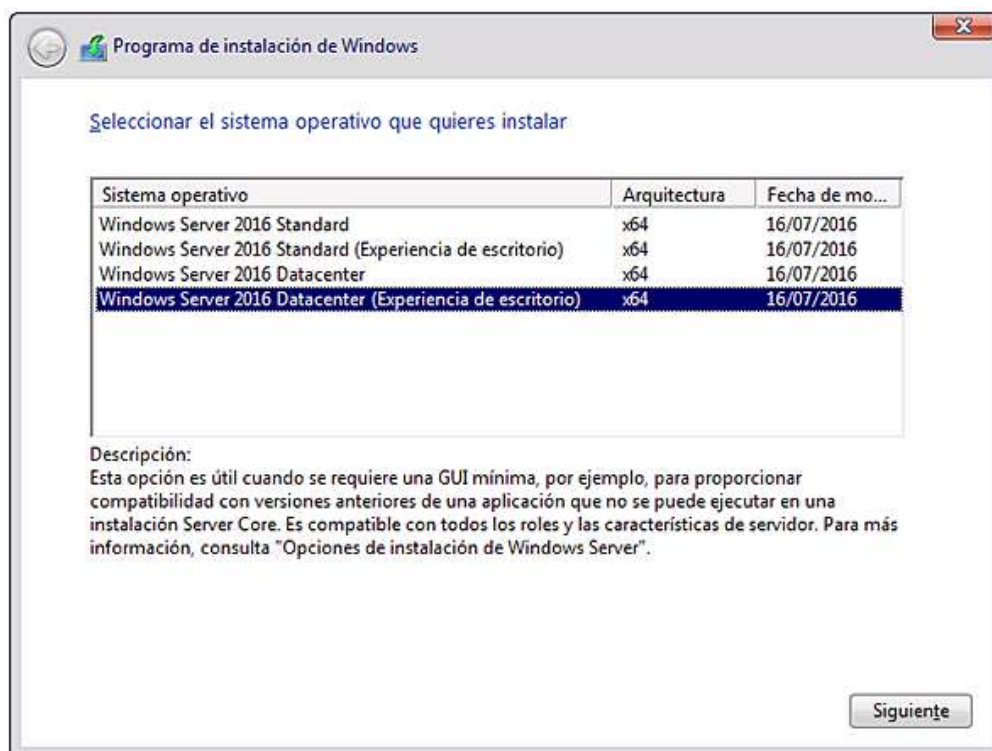 Programa de instalación de Windows
Seleccionar el sistema operativo que quieres instalar
Sistema operativo Arquitectura Fecha de mo...
Windows Server 2016 Standard x64 16/07/2016
Windows Server 2016 Standard (Experiencia de escritorio) x64 16/07/2016
Windows Server 2016 Datacenter x64 16/07/2016
Windows Server 2016 Datacenter (Experiencia de escritorio) x64 16/07/2016
Descripción:
Esta opción es útil cuando se requiere una GUI mínima, por ejemplo, para proporcionar
compatibilidad con versiones anteriores de una aplicación que no se puede ejecutar en una
instalación Server Core. Es compatible con todos los roles y las características de servidor. Para más
información, consulta "Opciones de instalación de Windows Server".
Siguiente